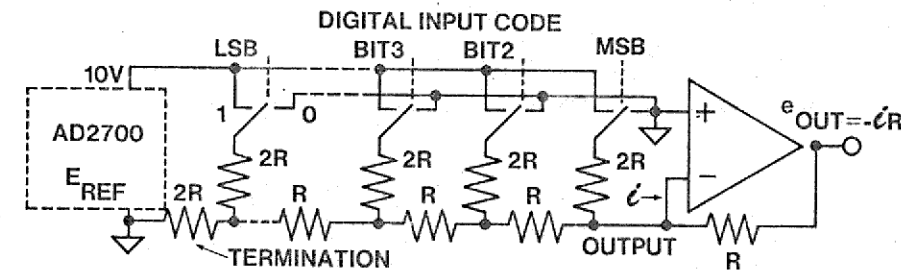 DIGITAL INPUT CODE
LSB BIT3 BIT2 MSB
10V
1 0
AD2700
E REF
2R 2R 2R 2R
2R R R R
i→
+
−
e OUT=-iR
TERMINATION
OUTPUT
R